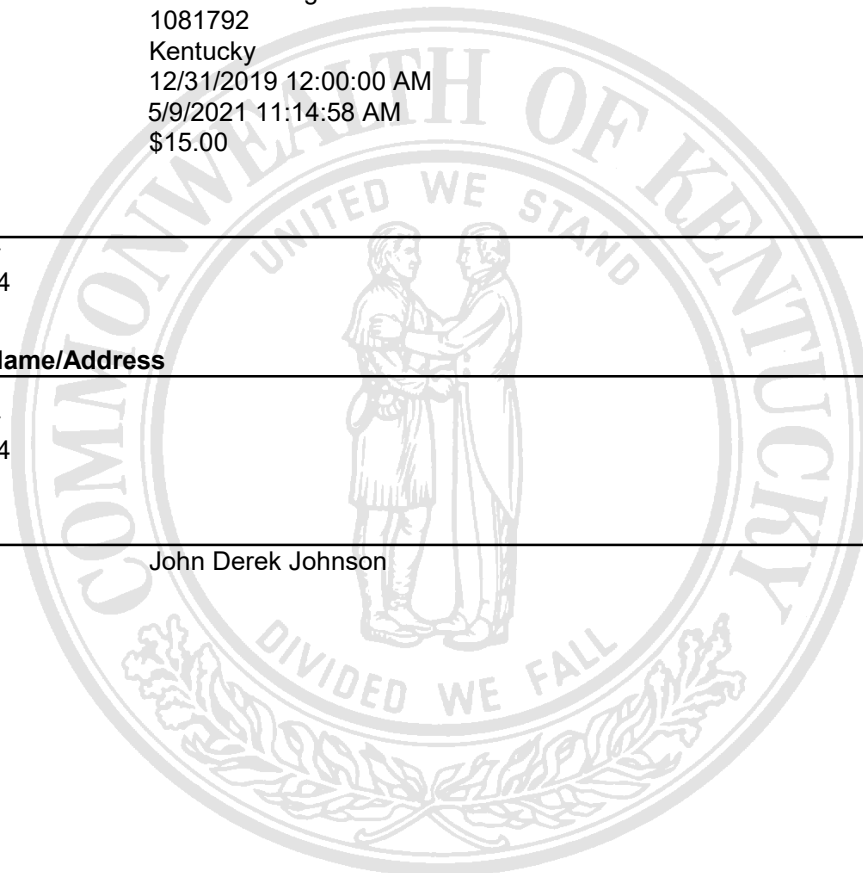 1081792
Kentucky
12/31/2019 12:00:00 AM
5/9/2021 11:14:58 AM
$15.00
4
Name/Address
4
John Derek Johnson
COMMONWEALTH OF KENTUCKY
UNITED WE STAND
DIVIDED WE FALL